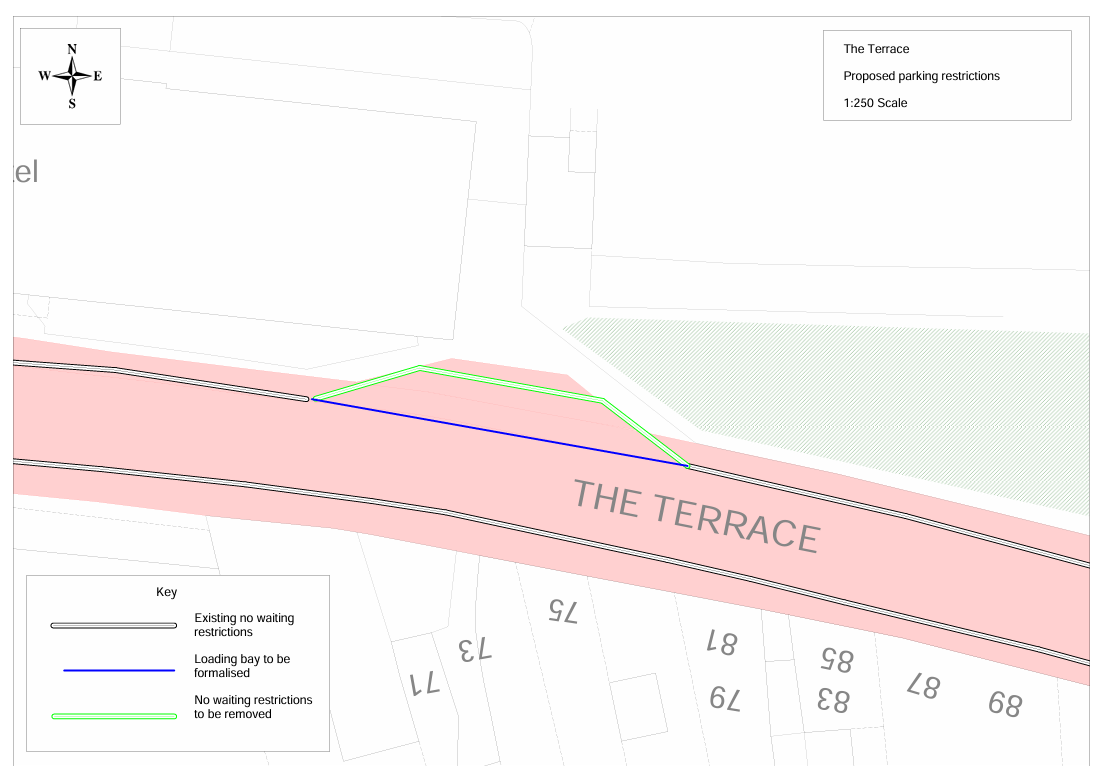 N
W E
S
The Terrace
Proposed parking restrictions
1:250 Scale
el
THE TERRACE
75
73
71
81
79
85
83
87
89
Key
Existing no waiting
restrictions
Loading bay to be
formalised
No waiting restrictions
to be removed